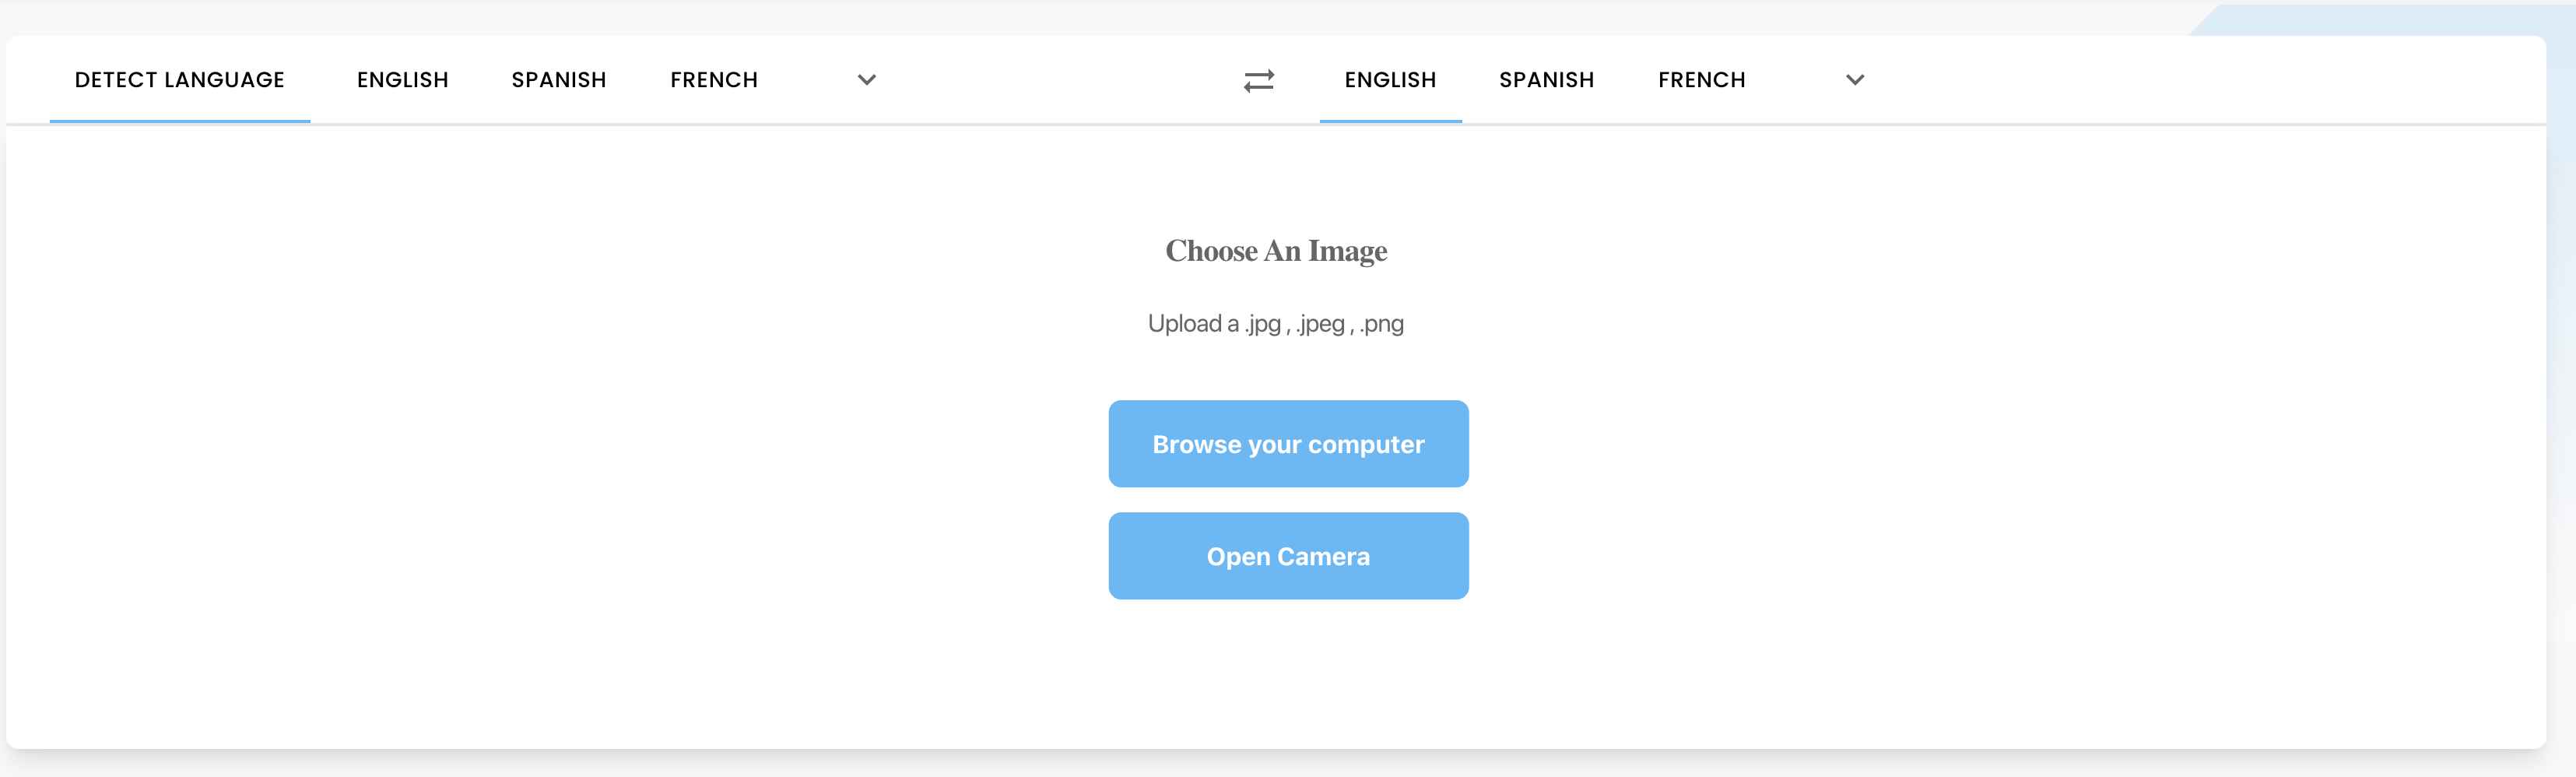 DETECT LANGUAGE ENGLISH SPANISH FRENCH ENGLISH SPANISH FRENCH
Choose An Image
Upload a .jpg , .jpeg , .png
Browse your computer
Open Camera